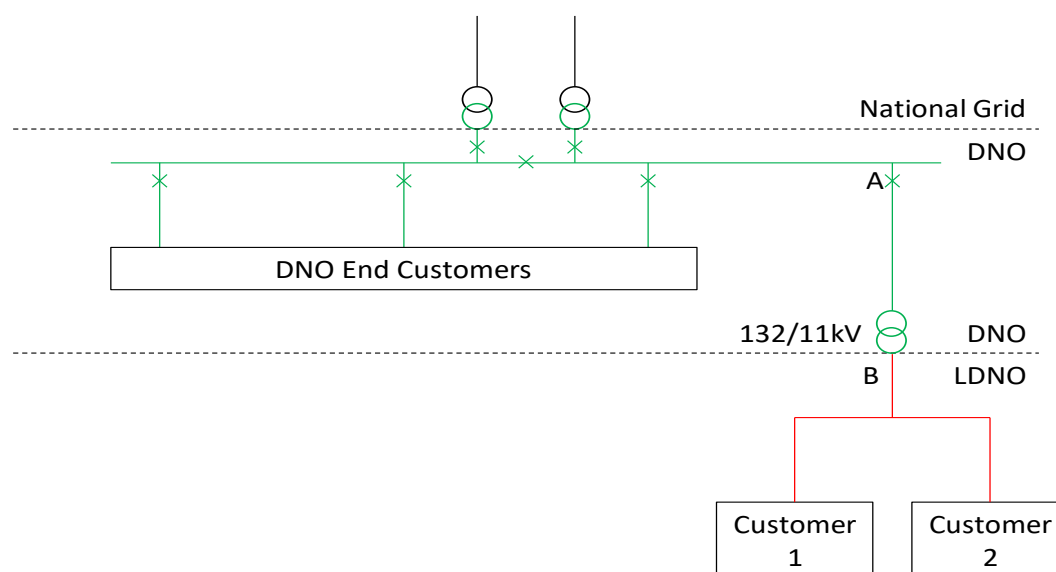 National Grid
DNO
A
DNO End Customers
132/11kV
DNO
B
LDNO
Customer
1
Customer
2